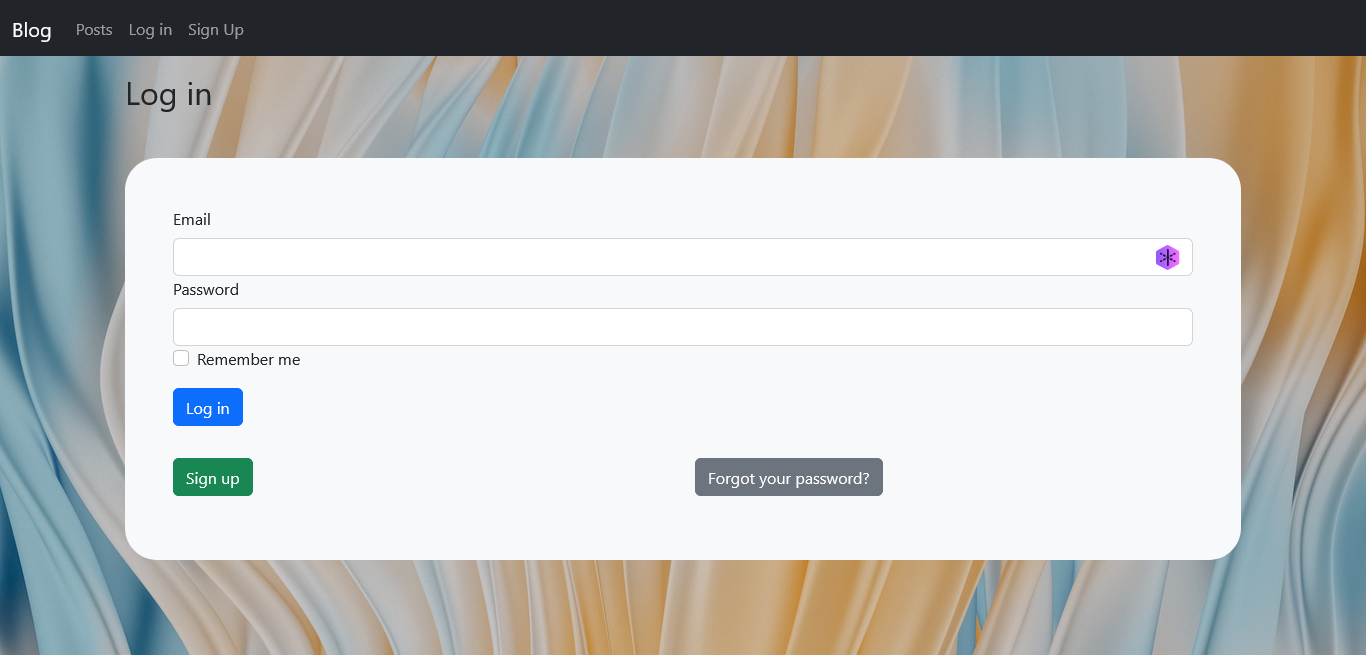 Blog Posts Log in Sign Up
Log in
Email
Password
Remember me
Log in
Sign up Forgot your password?